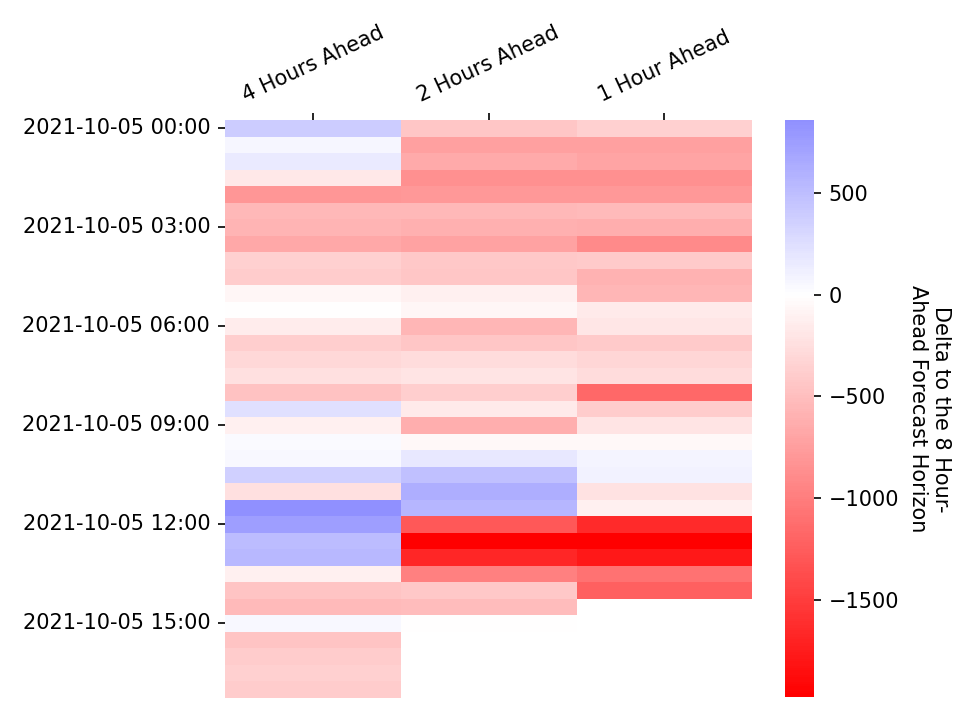 4 Hours Ahead
2 Hours Ahead
1 Hour Ahead
2021-10-05 00:00
2021-10-05 03:00
2021-10-05 06:00
2021-10-05 09:00
2021-10-05 12:00
2021-10-05 15:00
500
0
−500
−1000
−1500
Delta to the 8 Hour-
Ahead Forecast Horizon